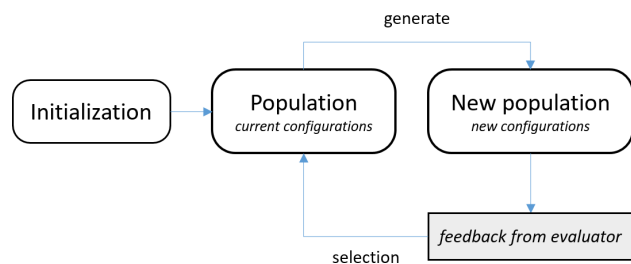 generate
Initialization
Population
current configurations
New population
new configurations
feedback from evaluator
selection